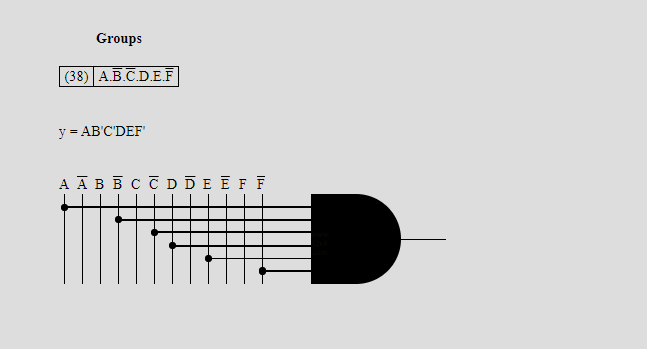 Groups
(38) A.B̅.C̅.D.E.F̅
y = AB'C'DEF'
A A̅ B B̅ C C̅ D D̅ E E̅ F F̅